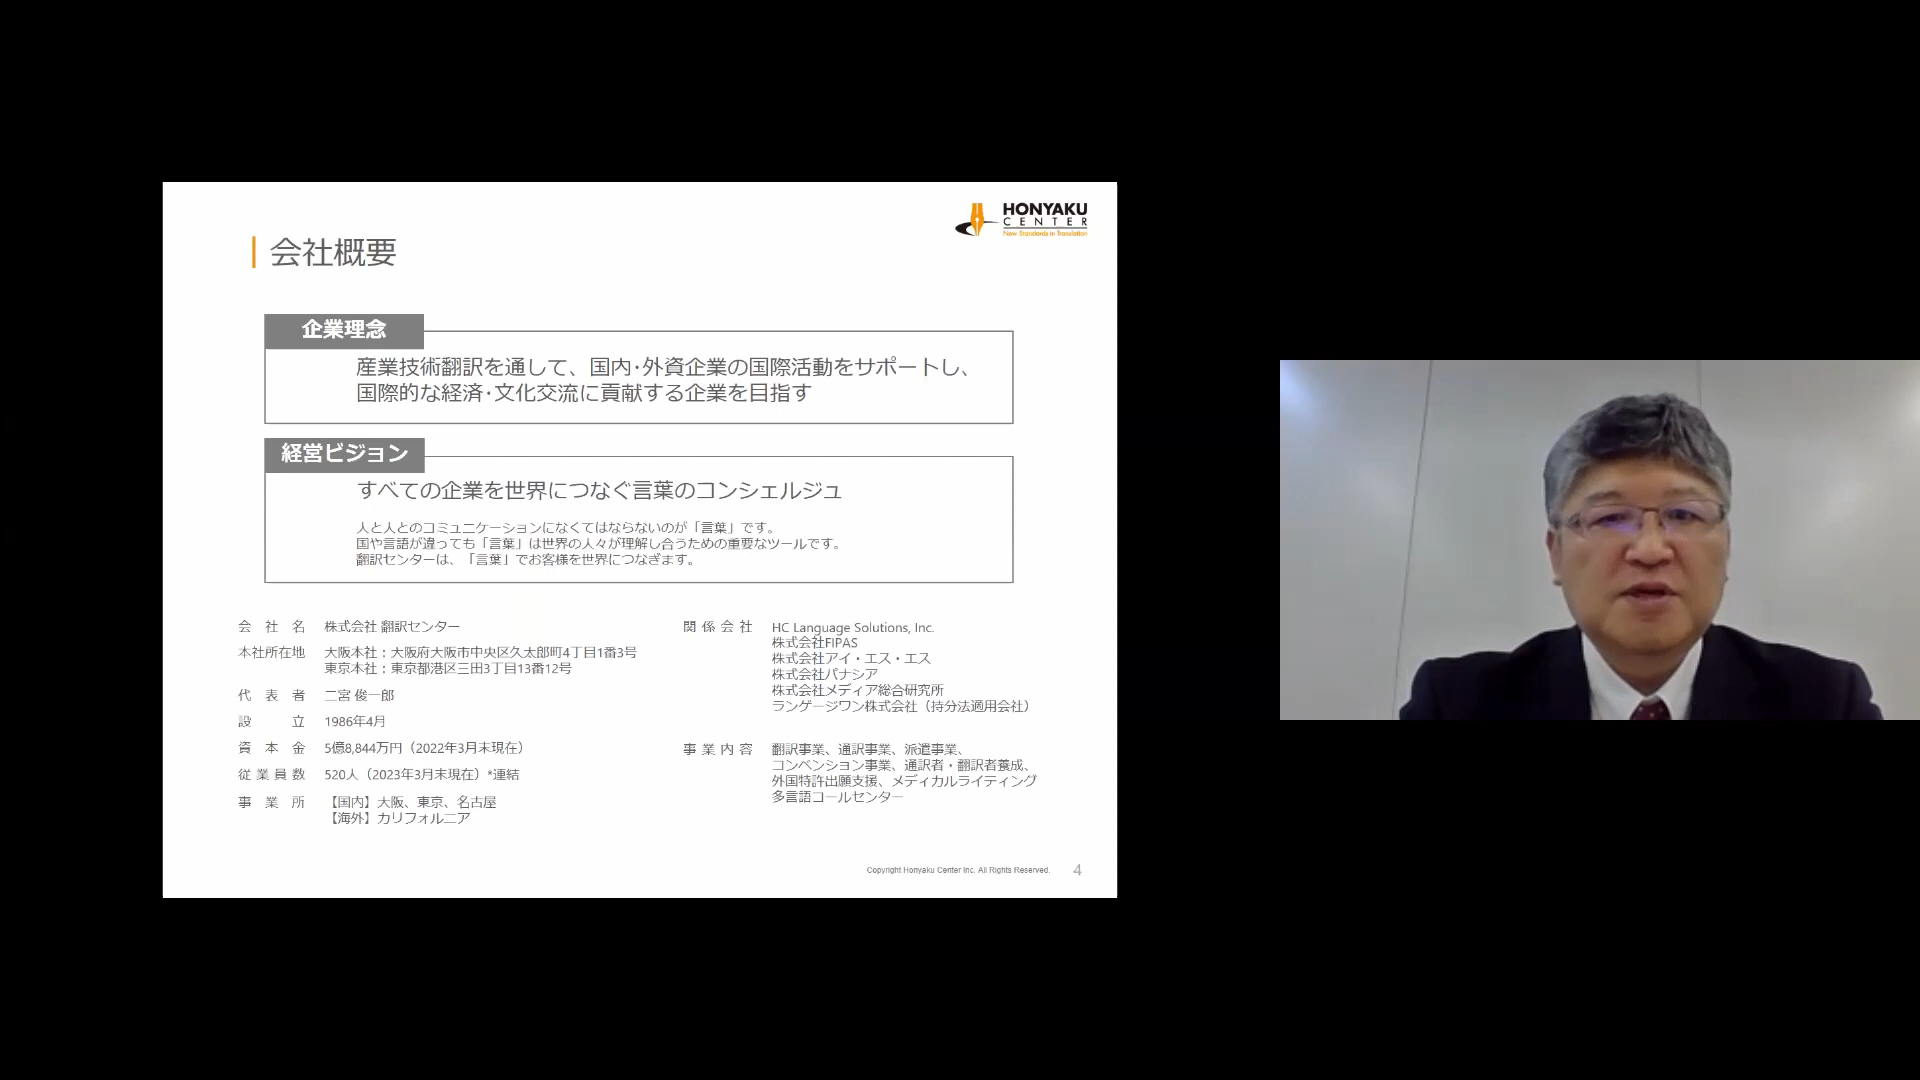 HONYAKU
CENTER
New Standards in Translation
会社概要
企業理念
産業技術翻訳を通して、国内･外資企業の国際活動をサポートし、
国際的な経済･文化交流に貢献する企業を目指す
経営ビジョン
すべての企業を世界につなぐ言葉のコンシェルジュ
人と人とのコミュニケーションになくてはならないのが「言葉」です。
国や言語が違っても「言葉」は世界の人々が理解し合うための重要なツールです。
翻訳センターは、「言葉」でお客様を世界につなぎます。
会社名 株式会社 翻訳センター
本社所在地 大阪本社：大阪府大阪市中央区久太郎町4丁目1番3号
東京本社：東京都港区三田3丁目13番12号
代表者 二宮 俊一郎
設立 1986年4月
資本金 5億8,844万円（2022年3月末現在）
従業員数 520人（2023年3月末現在）*連結
事業所 【国内】大阪、東京、名古屋
【海外】カリフォルニア
関係会社 HC Language Solutions, Inc.
株式会社FIPAS
株式会社アイ・エス・エス
株式会社パナシア
株式会社メディア総合研究所
ランゲージワン株式会社（持分法適用会社）
事業内容 翻訳事業、通訳事業、派遣事業、
コンベンション事業、通訳者・翻訳者養成、
外国特許出願支援、メディカルライティング
多言語コールセンター
Copyright Honyaku Center Inc. All Rights Reserved. 4